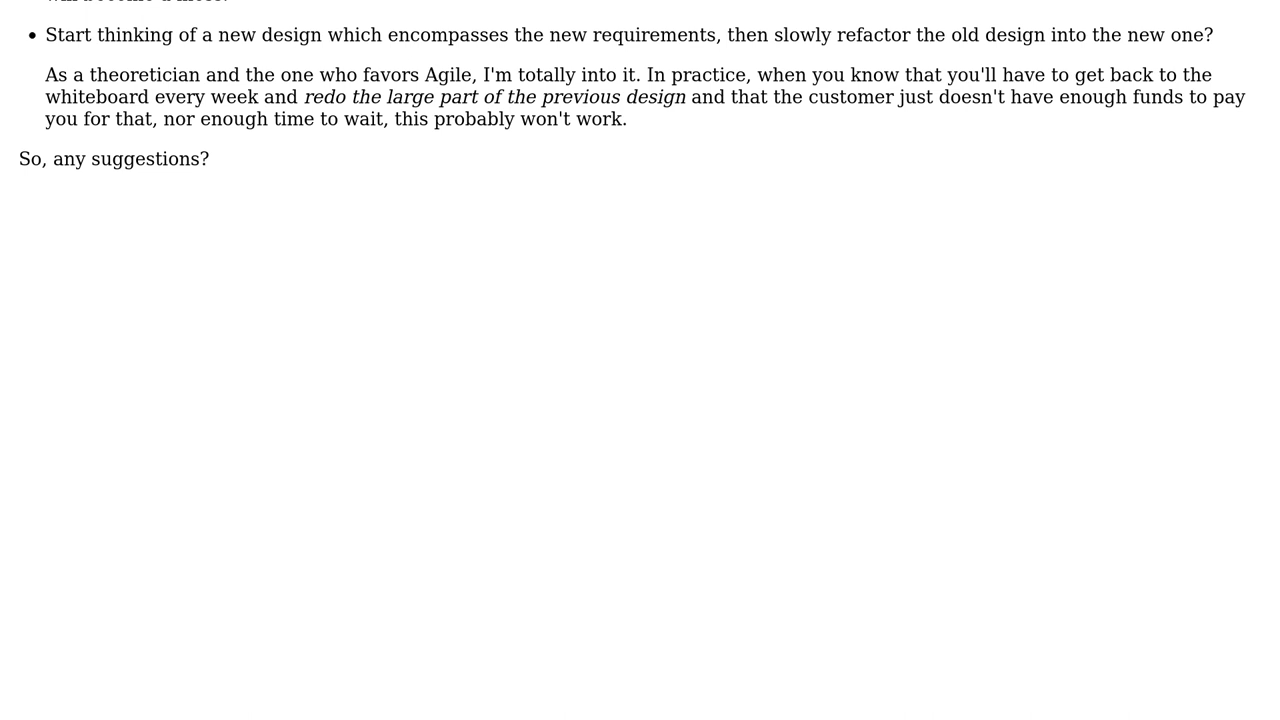 Start thinking of a new design which encompasses the new requirements, then slowly refactor the old design into the new one?
As a theoretician and the one who favors Agile, I'm totally into it. In practice, when you know that you'll have to get back to the
whiteboard every week and redo the large part of the previous design and that the customer just doesn't have enough funds to pay
you for that, nor enough time to wait, this probably won't work.
So, any suggestions?